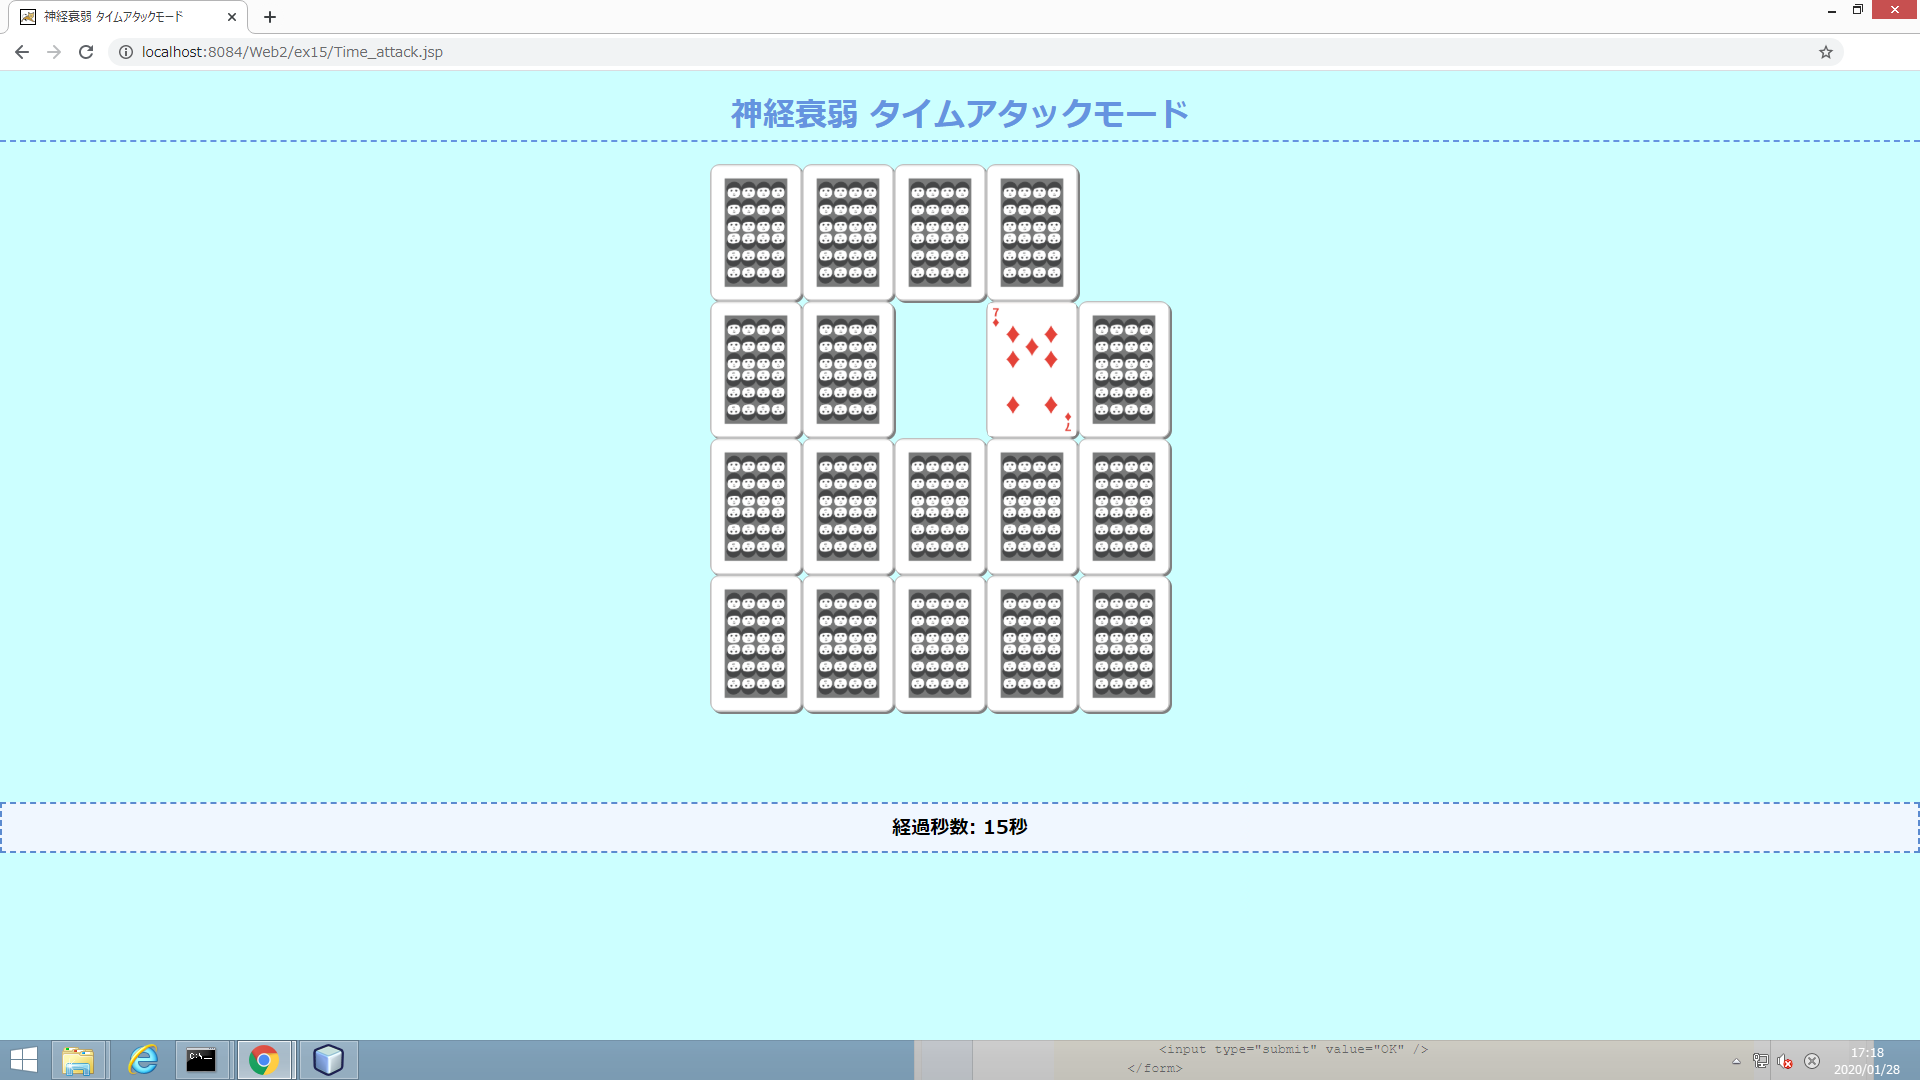 神経衰弱 タイムアタックモード
localhost:8084/Web2/ex15/Time_attack.jsp
神経衰弱 タイムアタックモード
7
7
経過秒数: 15秒
C:\_
<input type="submit" value="OK" />
</form>
17:18
2020/01/28